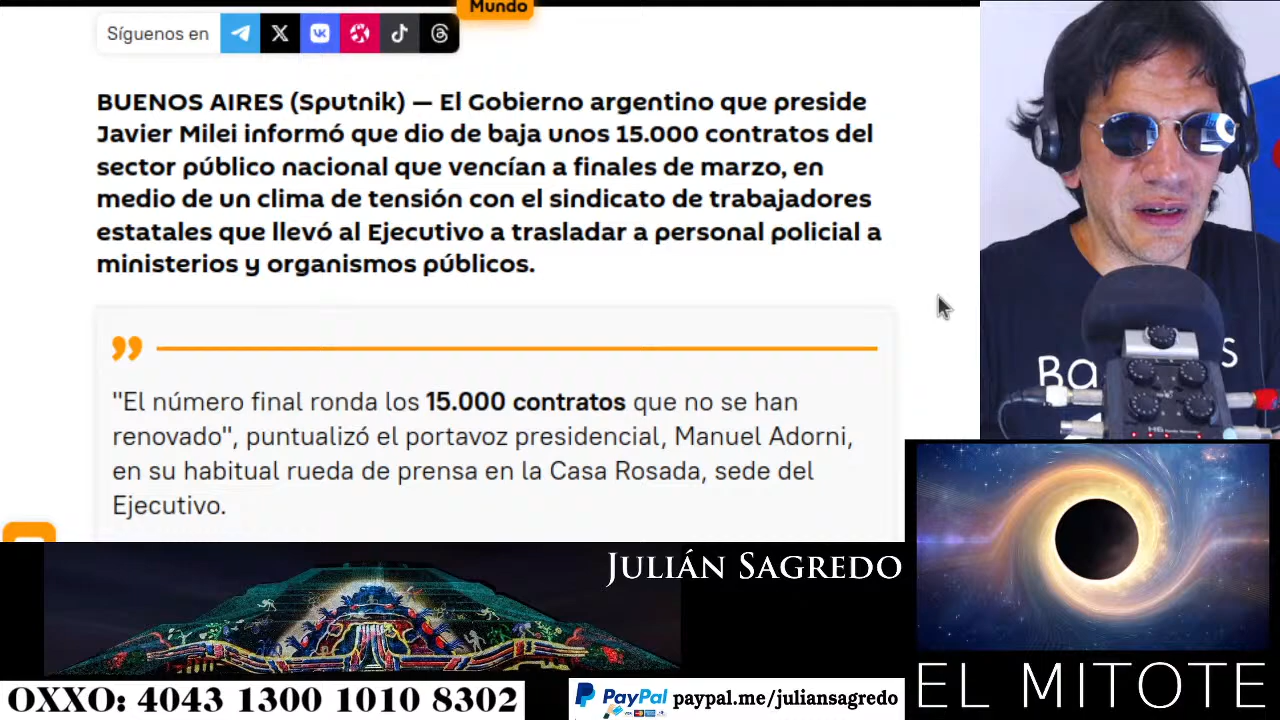 Mundo
Síguenos en
BUENOS AIRES (Sputnik) — El Gobierno argentino que preside
Javier Milei informó que dio de baja unos 15.000 contratos del
sector público nacional que vencían a finales de marzo, en
medio de un clima de tensión con el sindicato de trabajadores
estatales que llevó al Ejecutivo a trasladar a personal policial a
ministerios y organismos públicos.
"El número final ronda los 15.000 contratos que no se han
renovado", puntualizó el portavoz presidencial, Manuel Adorni,
en su habitual rueda de prensa en la Casa Rosada, sede del
Ejecutivo.
Ba
s
H6
JULIÁN SAGREDO
OXXO: 4043 1300 1010 8302
PayPal paypal.me/juliansagredo
EL MITOTE